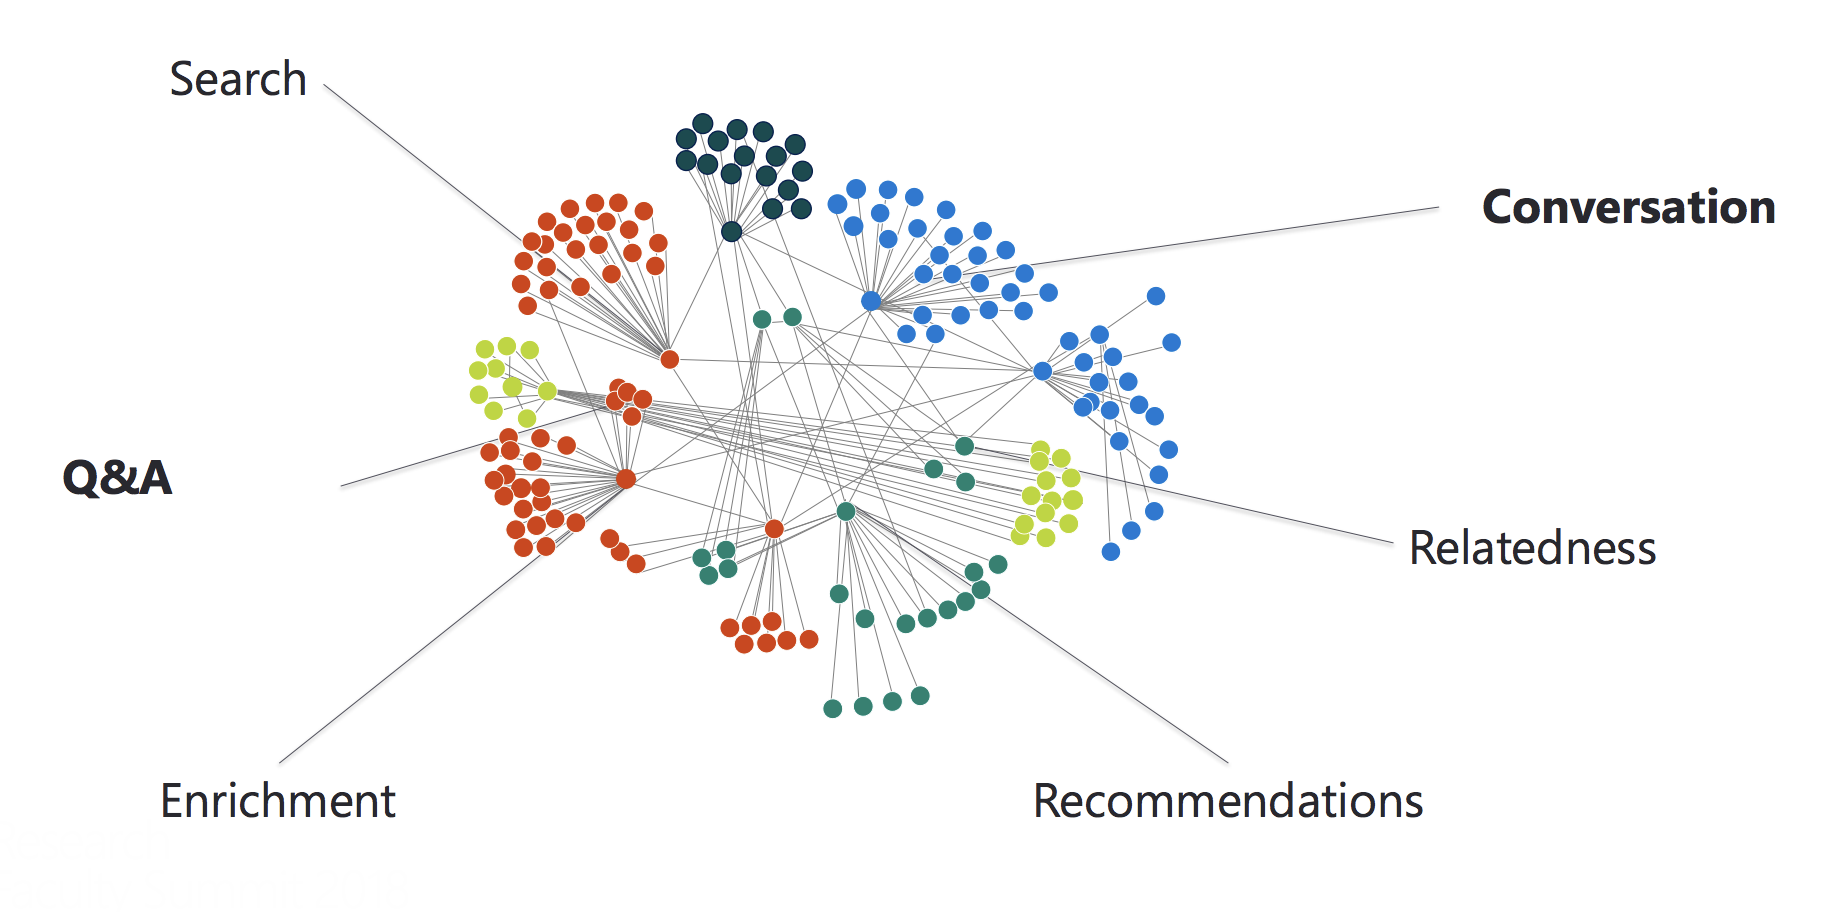 Search
Conversation
Q&A
Relatedness
Enrichment
Recommendations